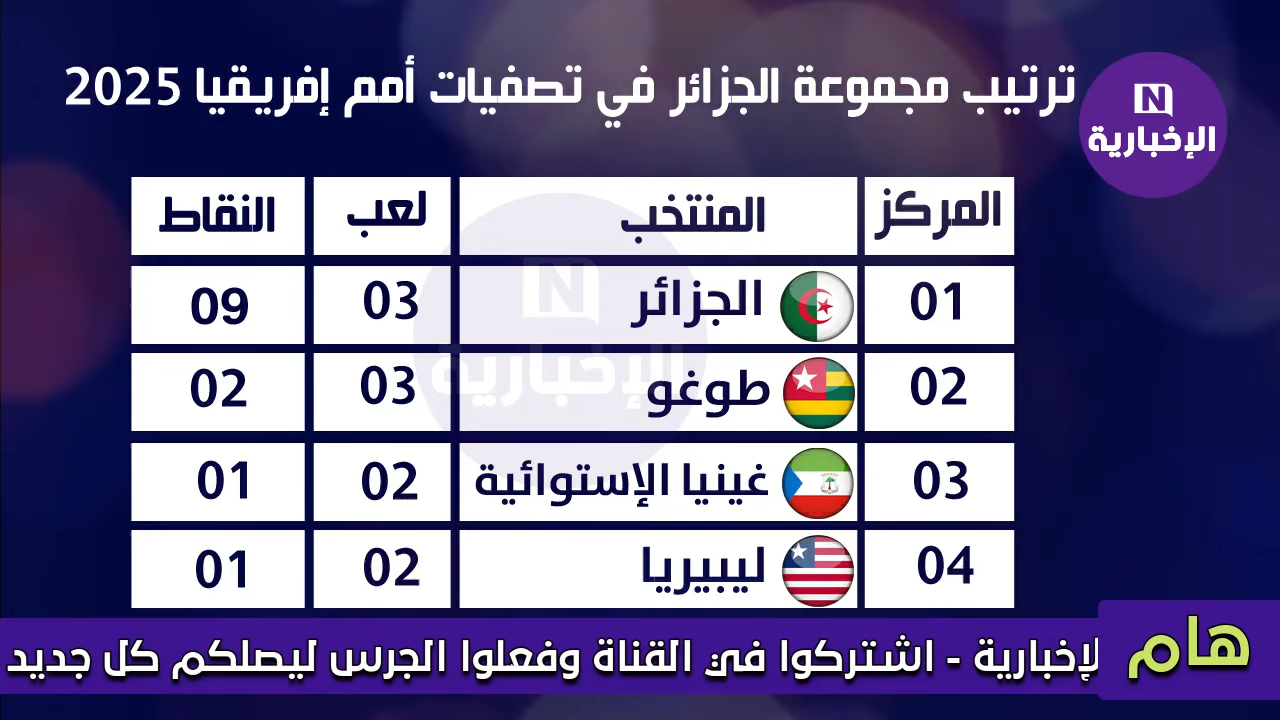 ترتيب مجموعة الجزائر في تصفيات أمم إفريقيا 2025
N
الإخبارية
المركز المنتخب لعب النقاط
01 الجزائر 03 09
02 طوغو 03 02
03 غينيا الإستوائية 02 01
04 ليبيريا 02 01
N
الإخبارية
هام
لإخبارية - اشتركوا في القناة وفعلوا الجرس ليصلكم كل جديد